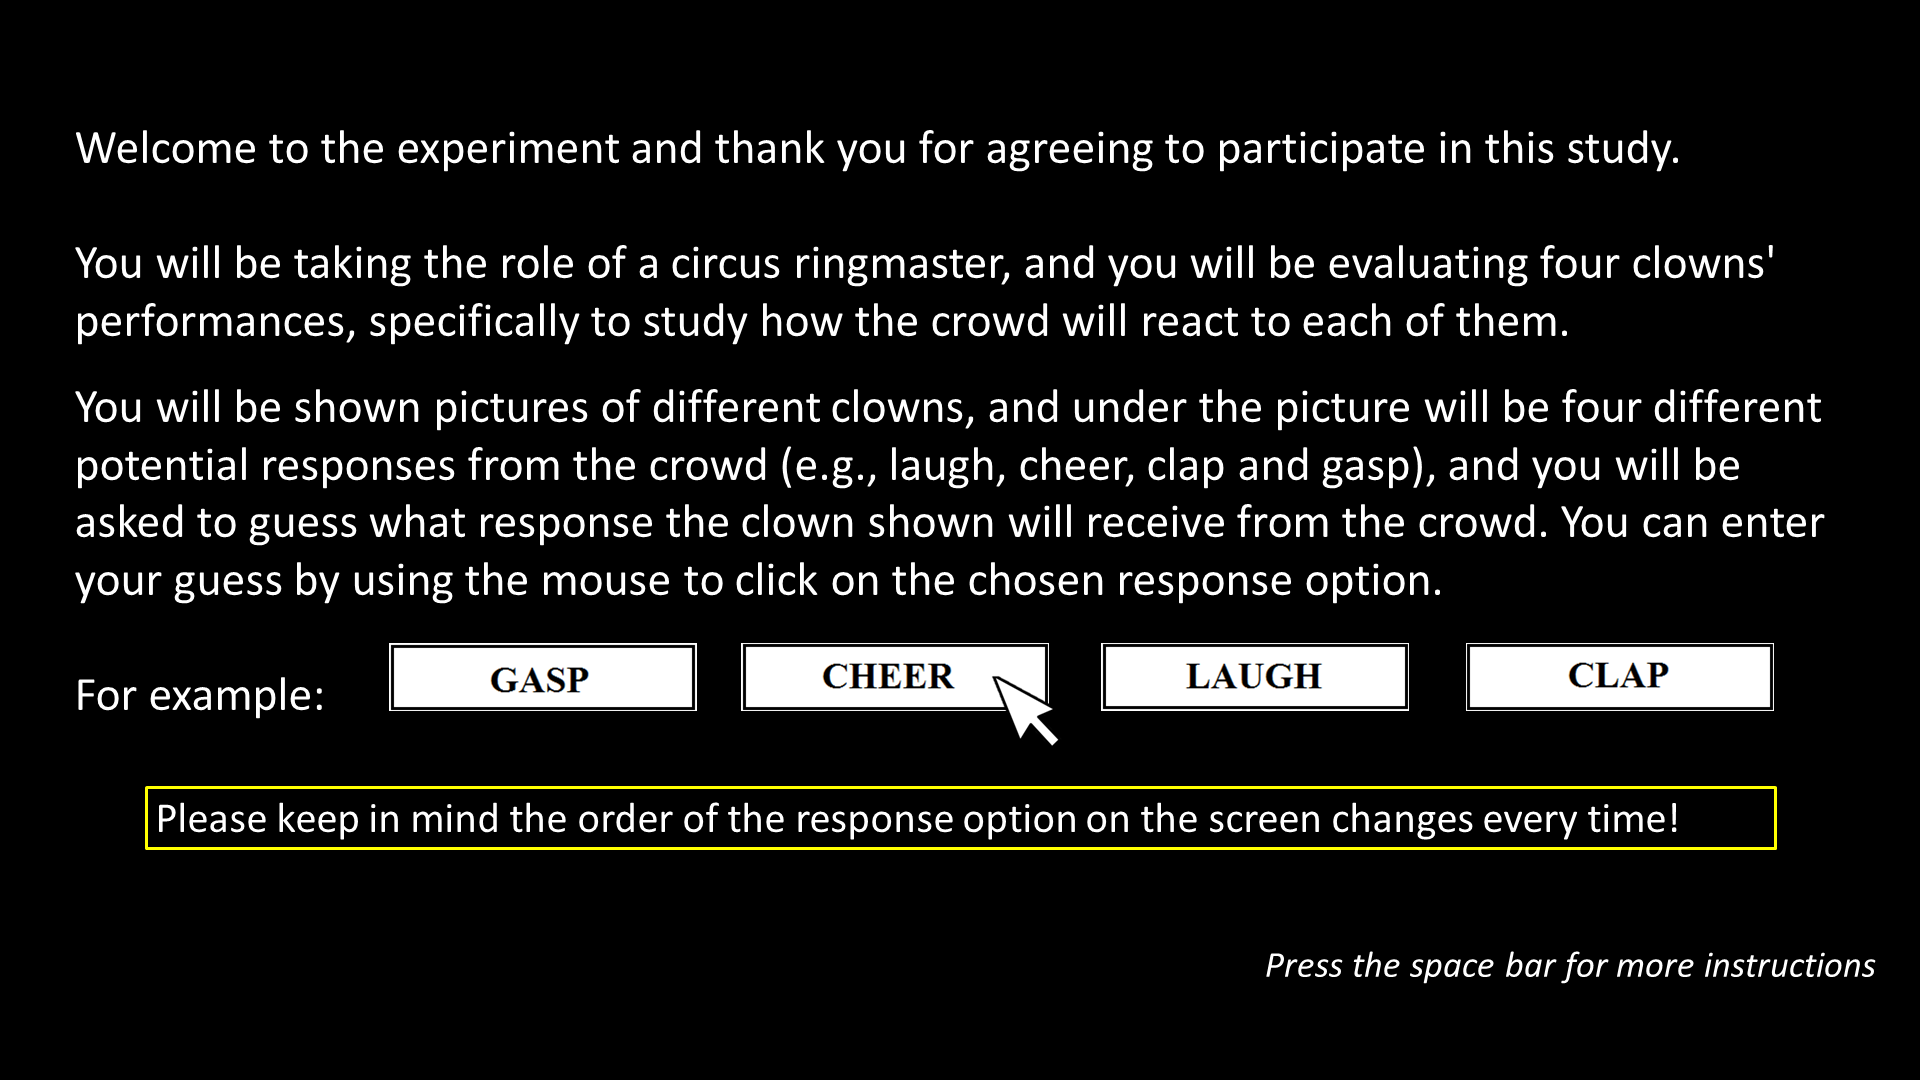 Welcome to the experiment and thank you for agreeing to participate in this study.
You will be taking the role of a circus ringmaster, and you will be evaluating four clowns'
performances, specifically to study how the crowd will react to each of them.
You will be shown pictures of different clowns, and under the picture will be four different
potential responses from the crowd (e.g., laugh, cheer, clap and gasp), and you will be
asked to guess what response the clown shown will receive from the crowd. You can enter
your guess by using the mouse to click on the chosen response option.
For example: GASP CHEER LAUGH CLAP
Please keep in mind the order of the response option on the screen changes every time!
Press the space bar for more instructions